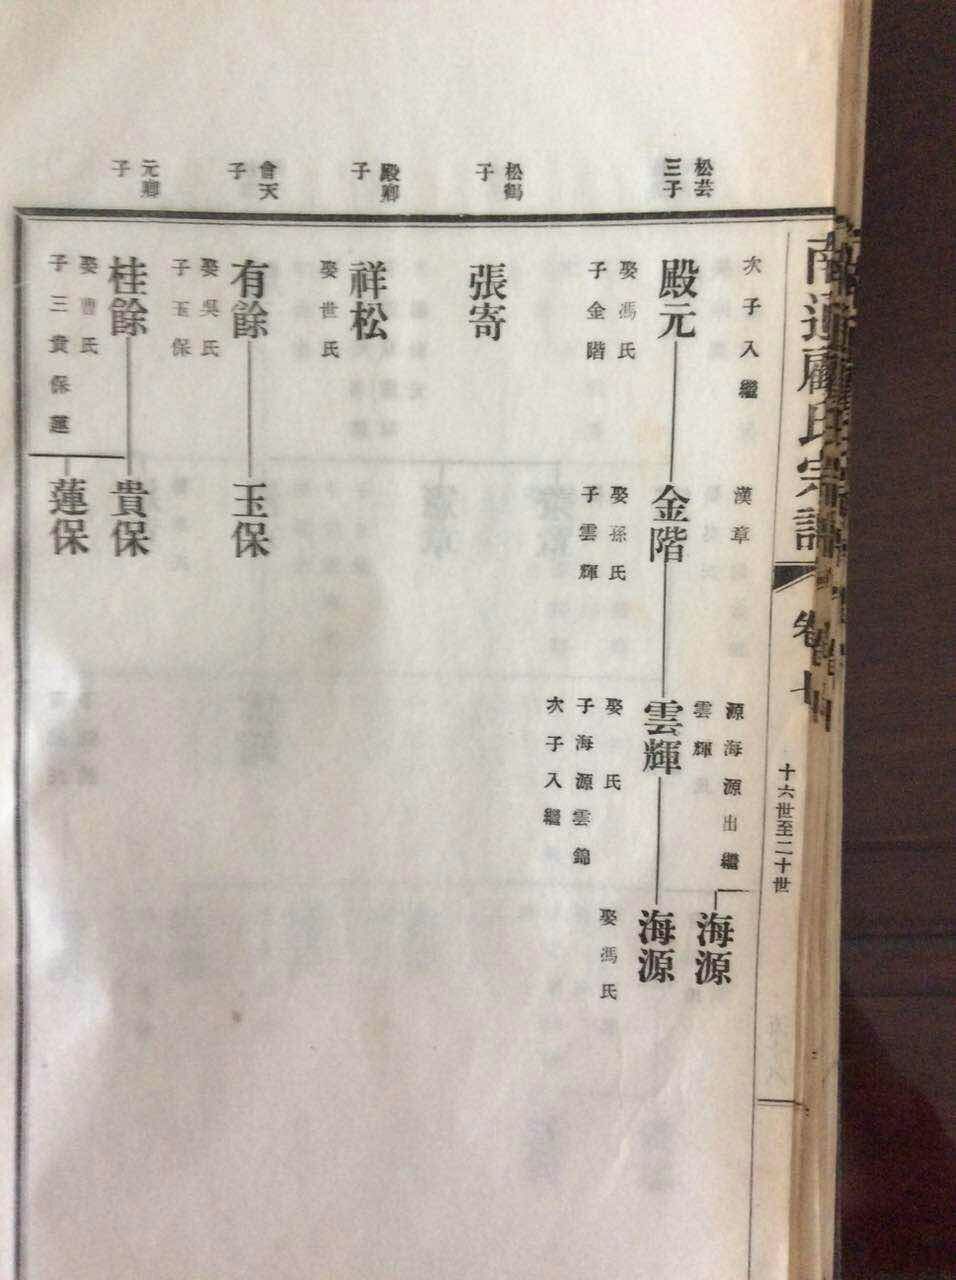 南通顧氏宗譜
卷
十六世至二十世
松芸
三子
松鶴
子
殿卿
子
會天
子
元卿
子
次子入繼
殿元
娶馮氏
子金階
張寄
祥松
娶世氏
有餘
娶吳氏
子玉保
桂餘
娶曹氏
子三貴保蓮
漢章
金階
娶孫氏
子雲輝
玉保
貴保
蓮保
源海源出繼
雲輝
雲輝
娶 氏
子海源雲錦
次子入繼
海源
海源
娶馮氏